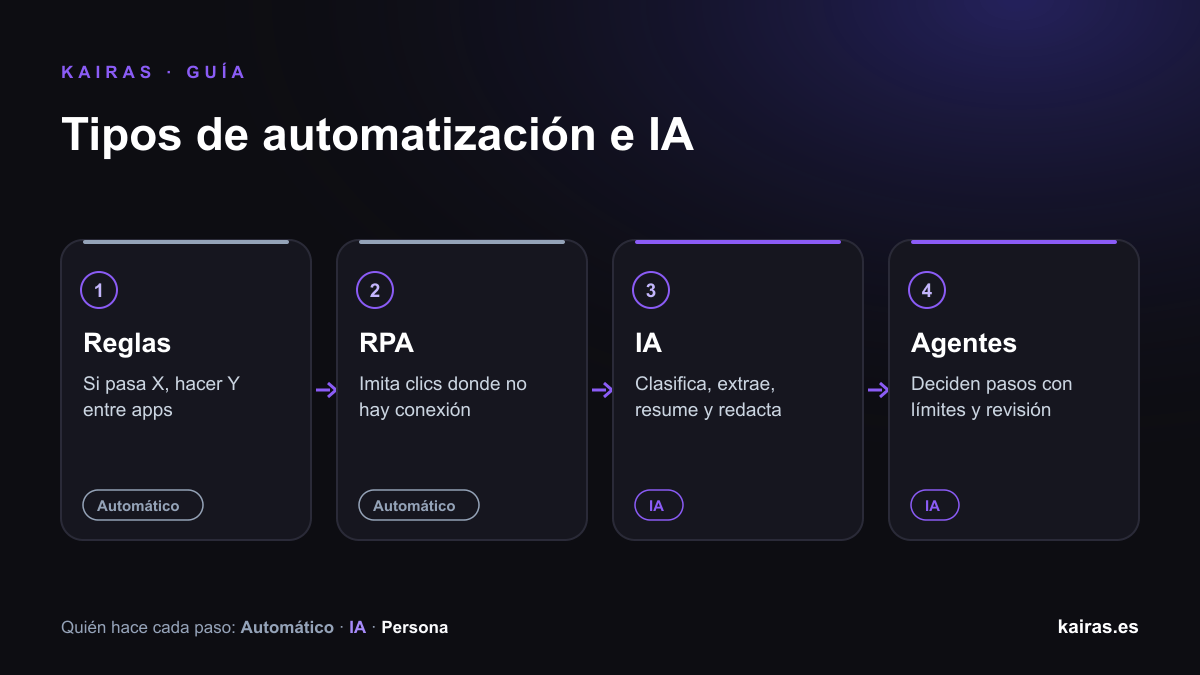 KAIRAS · GUÍA
Tipos de automatización e IA
1
Reglas
Si pasa X, hacer Y
entre apps
Automático
2
RPA
Imita clics donde no
hay conexión
Automático
3
IA
Clasifica, extrae,
resume y redacta
IA
4
Agentes
Deciden pasos con
límites y revisión
IA
Quién hace cada paso: Automático · IA · Persona
kairas.es